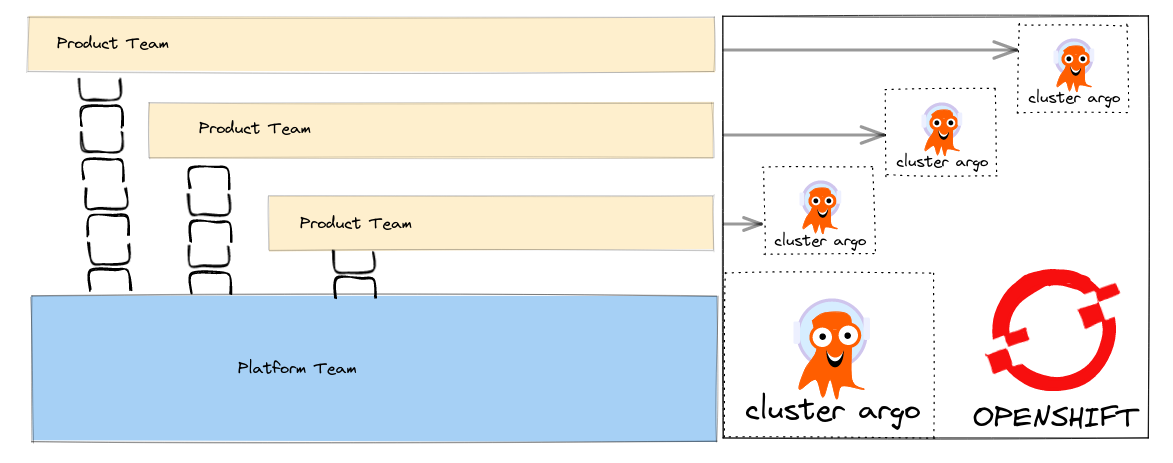 Product Team
cluster argo
Product Team
cluster argo
Product Team
cluster argo
Platform Team
cluster argo
OPENSHIFT